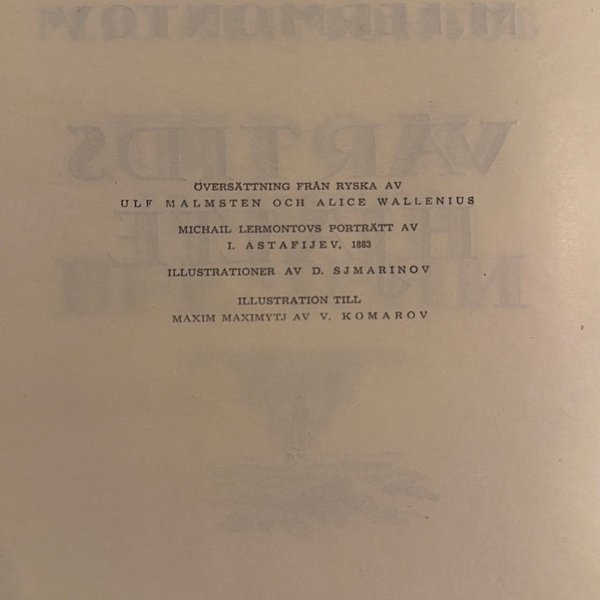 ÖVERSÄTTNING FRÅN RYSKA AV
ULF MALMSTEN OCH ALICE WALLENIUS
MICHAIL LERMONTOVS PORTRÄTT AV
I. ASTAFIJEV, 1883
ILLUSTRATIONER AV D. SJMARINOV
ILLUSTRATION TILL
MAXIM MAXIMYTJ AV V. KOMAROV